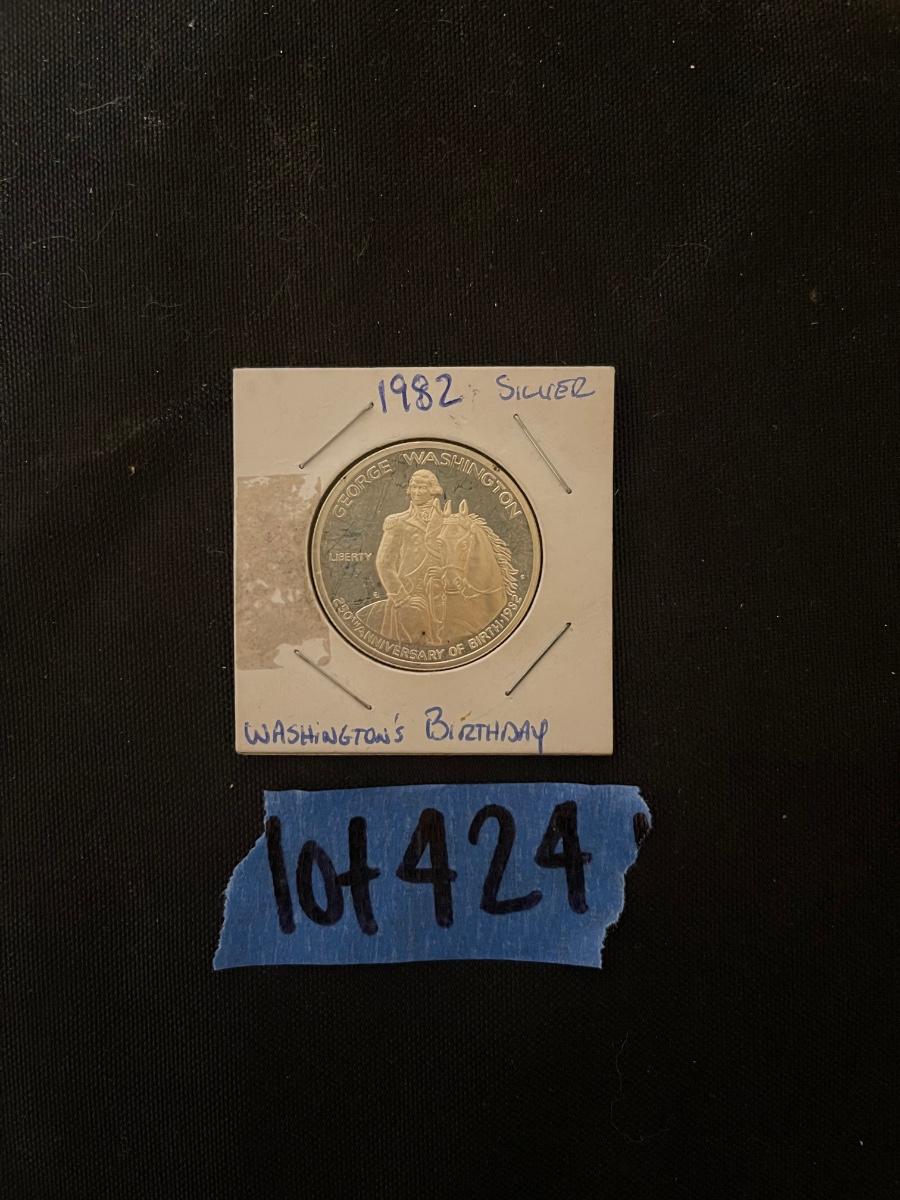 1982 SILVER
GEORGE WASHINGTON
LIBERTY
250TH ANNIVERSARY OF BIRTH · 1982
WASHiNGTON'S BIRTHDAY
lot 424